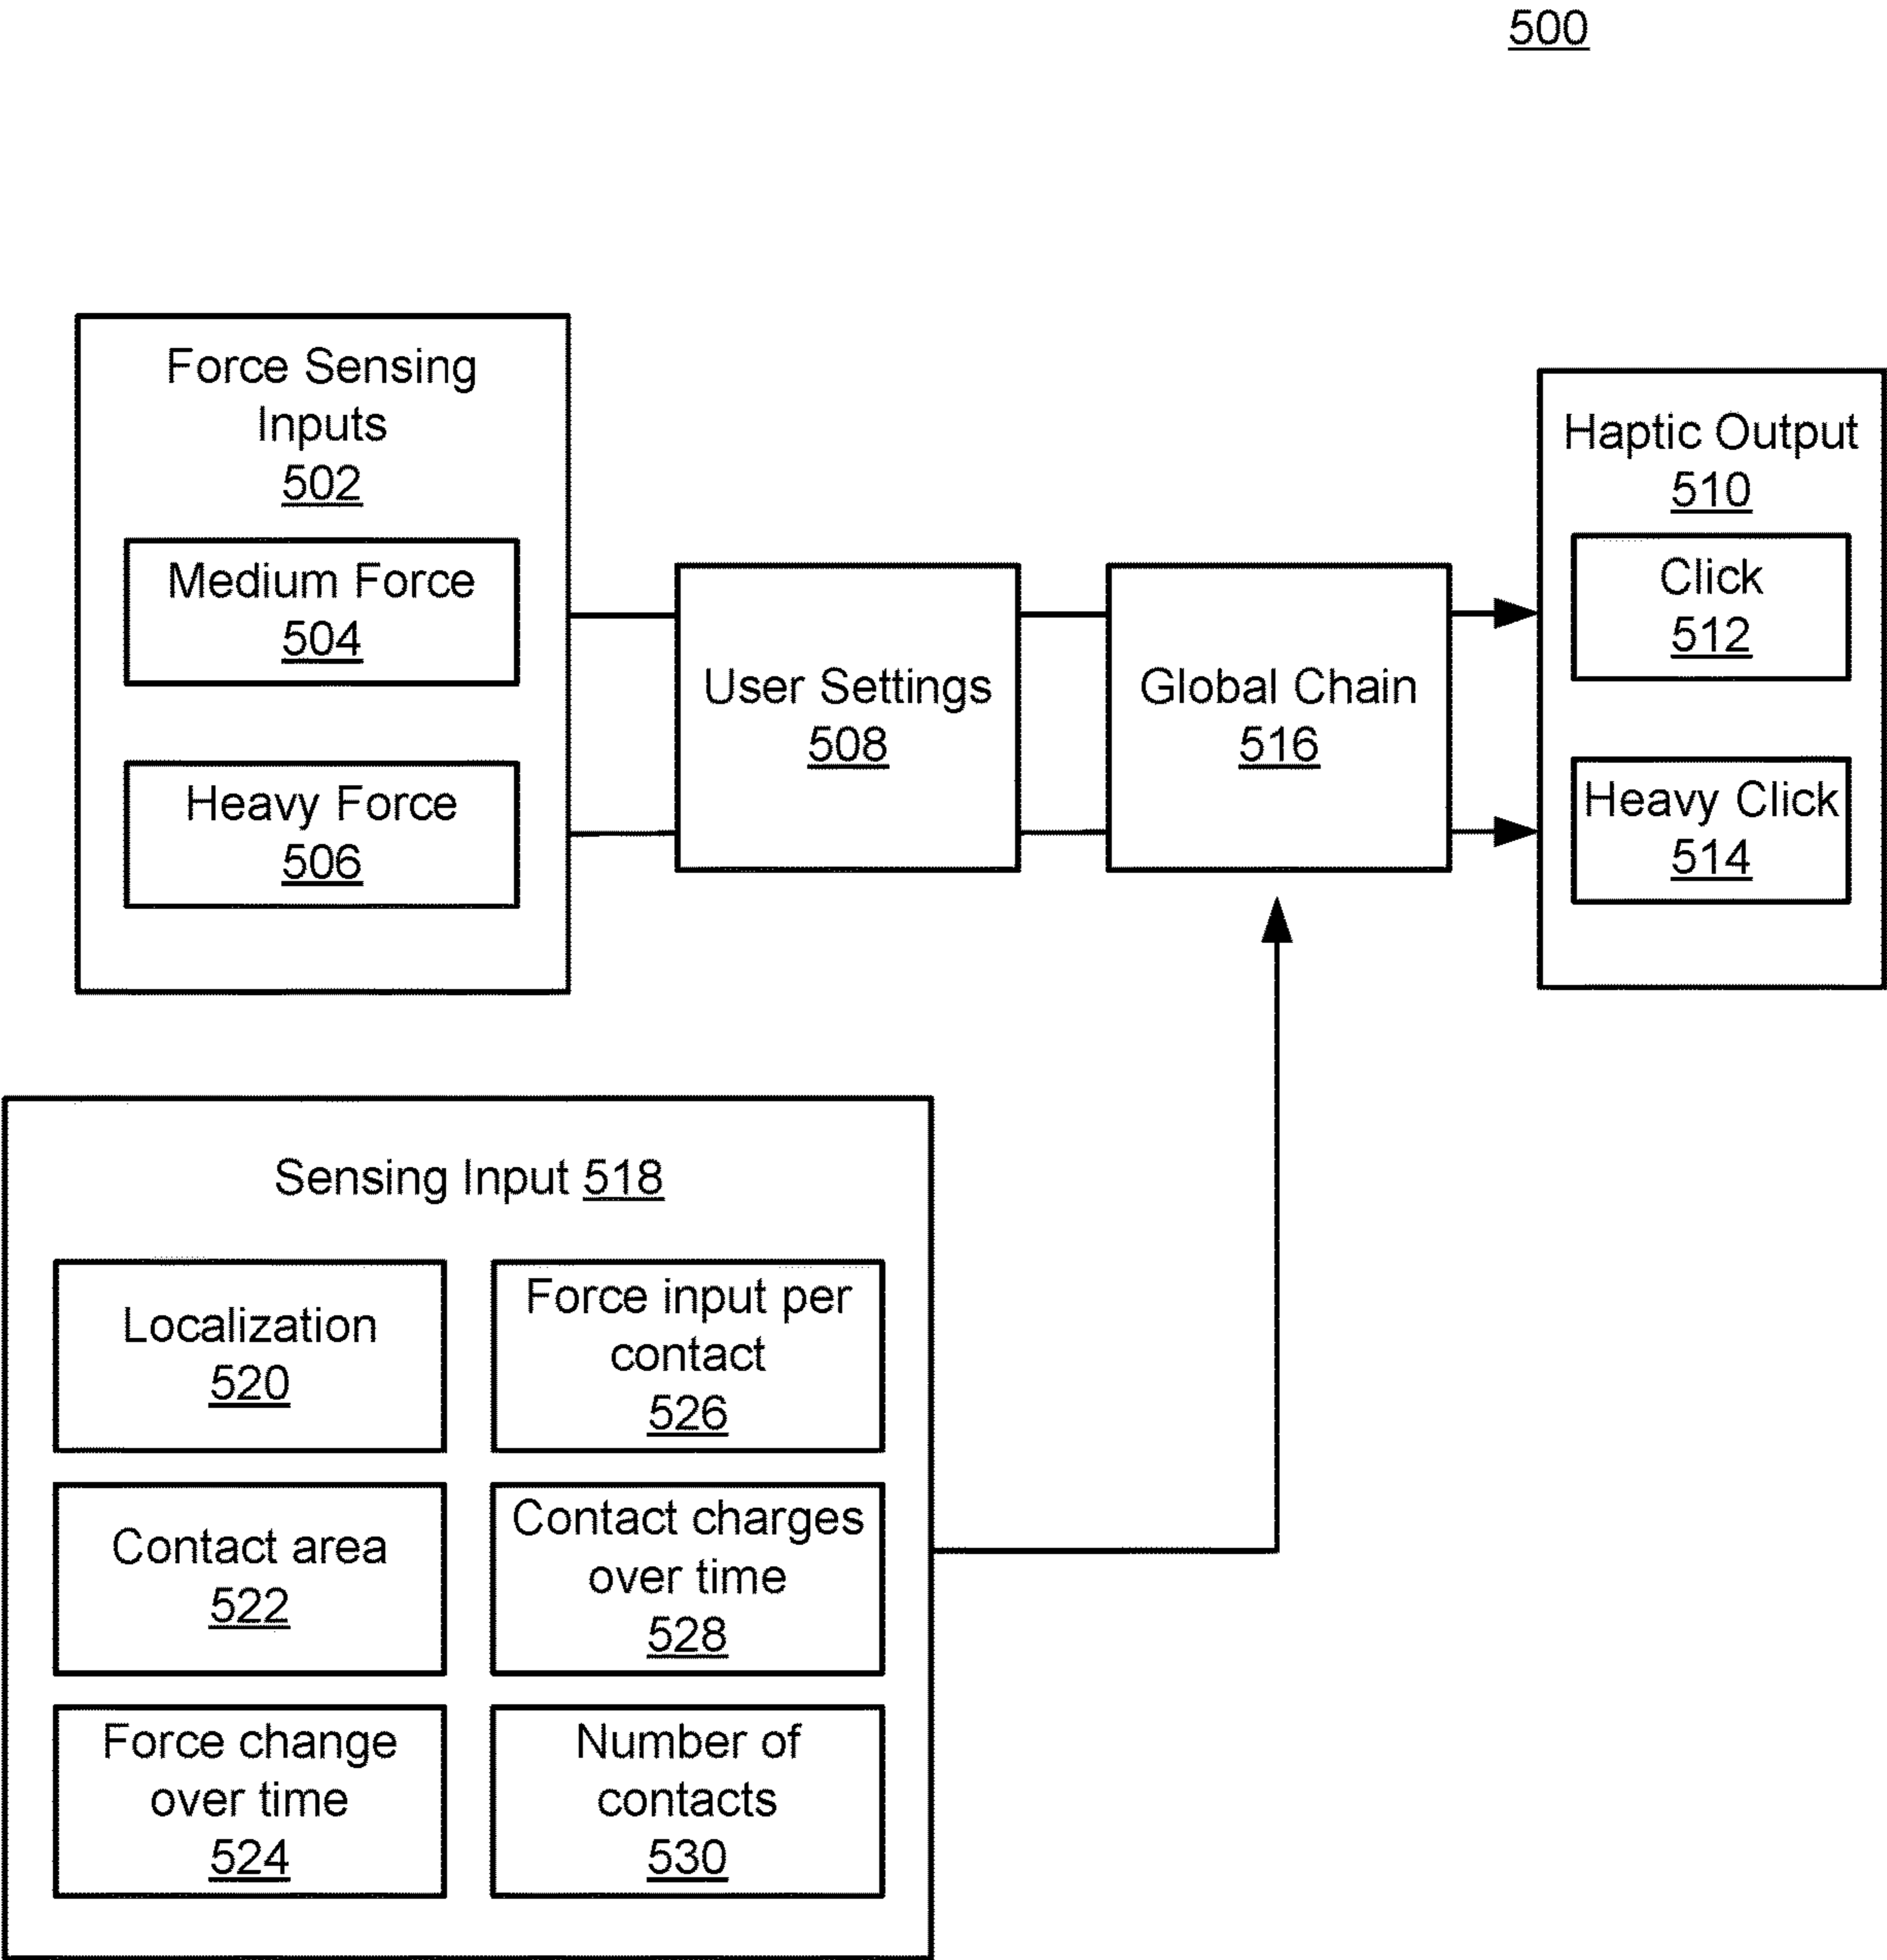 500
Force Sensing
Inputs
502
Medium Force
504
Heavy Force
506
User Settings
508
Global Chain
516
Haptic Output
510
Click
512
Heavy Click
514
Sensing Input 518
Localization
520
Force input per
contact
526
Contact area
522
Contact charges
over time
528
Force change
over time
524
Number of
contacts
530